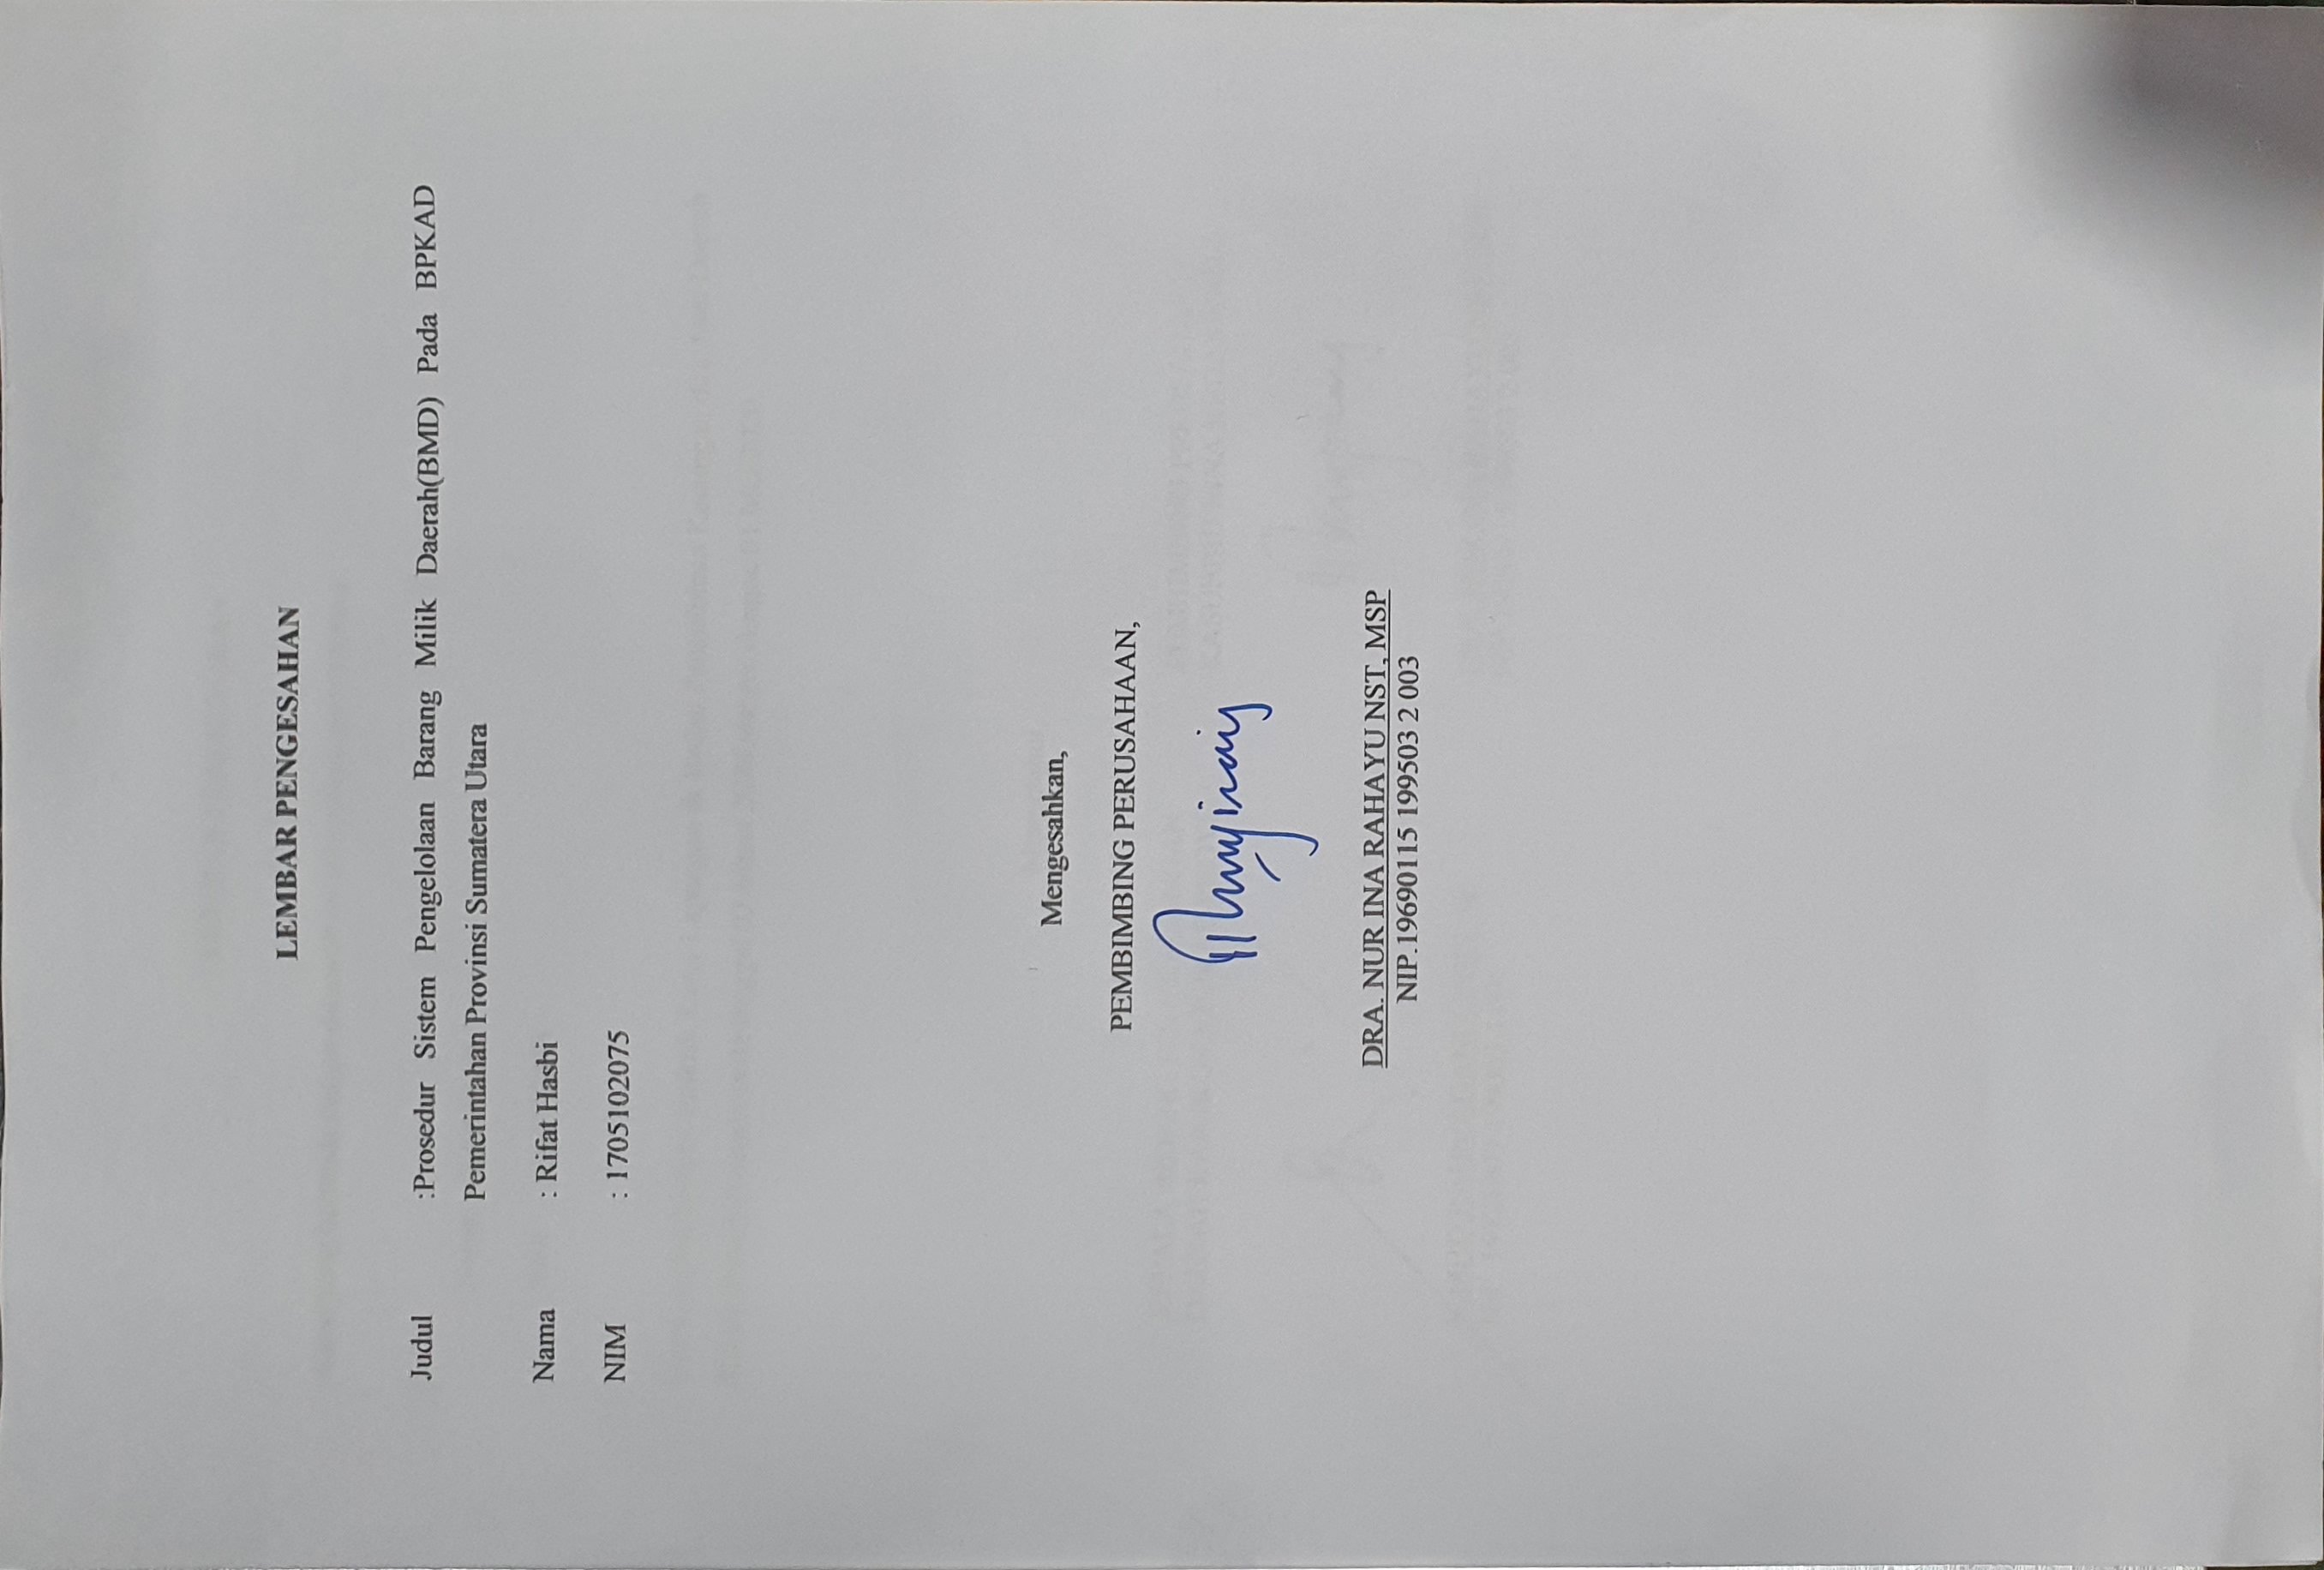 LEMBAR PENGESAHAN
Judul :Prosedur Sistem Pengelolaan Barang Milik Daerah(BMD) Pada BPKAD
Pemerintahan Provinsi Sumatera Utara
Nama : Rifat Hasbi
NIM : 1705102075
Mengesahkan,
PEMBIMBING PERUSAHAAN,
DRA. NUR INA RAHAYU NST, MSP
NIP.19690115 199503 2 003